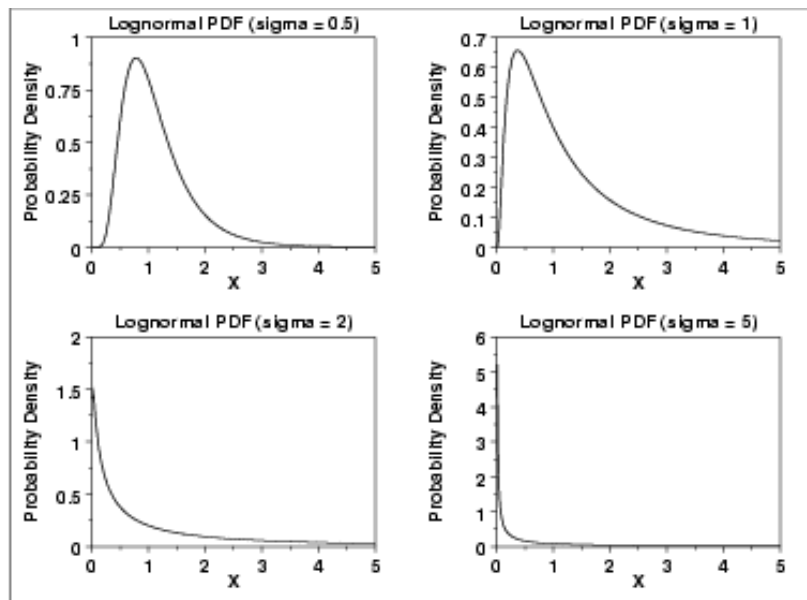 Lognormal PDF (sigma = 0.5)
Probability Density
1
0.75
0.5
0.25
0
0 1 2 3 4 5
X
Lognormal PDF (sigma = 1)
Probability Density
0.7
0.6
0.5
0.4
0.3
0.2
0.1
0
0 1 2 3 4 5
X
Lognormal PDF (sigma = 2)
Probability Density
2
1.5
1
0.5
0
0 1 2 3 4 5
X
Lognormal PDF (sigma = 5)
Probability Density
6
5
4
3
2
1
0
0 1 2 3 4 5
X